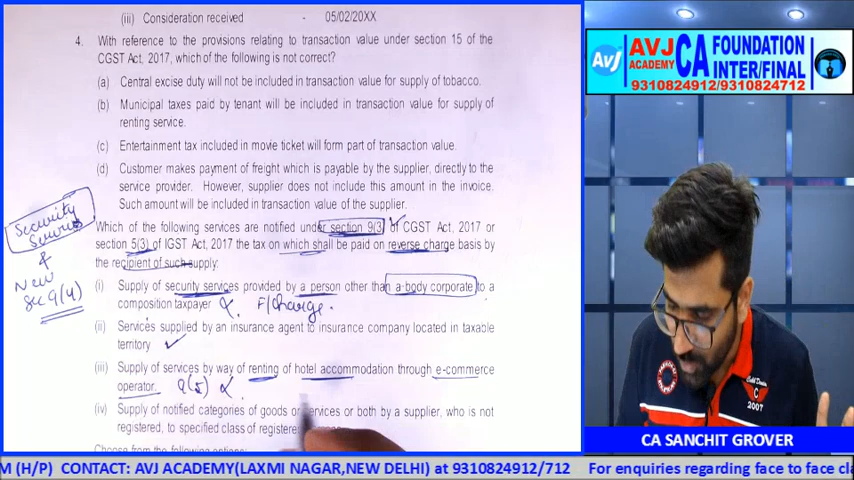 (iii) Consideration received - 05/02/20XX
4. With reference to the provisions relating to transaction value under section 15 of the
CGST Act, 2017, which of the following is not correct?
(a) Central excise duty will not be included in transaction value for supply of tobacco.
(b) Municipal taxes paid by tenant will be included in transaction value for supply of
renting service.
(c) Entertainment tax included in movie ticket will form part of transaction value.
(d) Customer makes payment of freight which is payable by the supplier, directly to the
service provider. However, supplier does not include this amount in the invoice.
Such amount will be included in transaction value of the supplier.
Which of the following services are notified under section 9(3) of CGST Act, 2017 or
section 5(3) of IGST Act, 2017 the tax on which shall be paid on reverse charge basis by
the recipient of such supply:
(i) Supply of security services provided by a person other than a body corporate to a
composition taxpayer F/Charge.
(ii) Services supplied by an insurance agent to insurance company located in taxable
territory
(iii) Supply of services by way of renting of hotel accommodation through e-commerce
operator. 9(5)
(iv) Supply of notified categories of goods or services or both by a supplier, who is not
registered, to specified class of registered
Choose from the following options:
Security
Services
&
New
Sec 9(4)
AVJ
AVJ
ACADEMY
CA
FOUNDATION
INTER/FINAL
9310824912/9310824712
2007
CA SANCHIT GROVER
M (H/P) CONTACT: AVJ ACADEMY(LAXMI NAGAR,NEW DELHI) at 9310824912/712 For enquiries regarding face to face cla